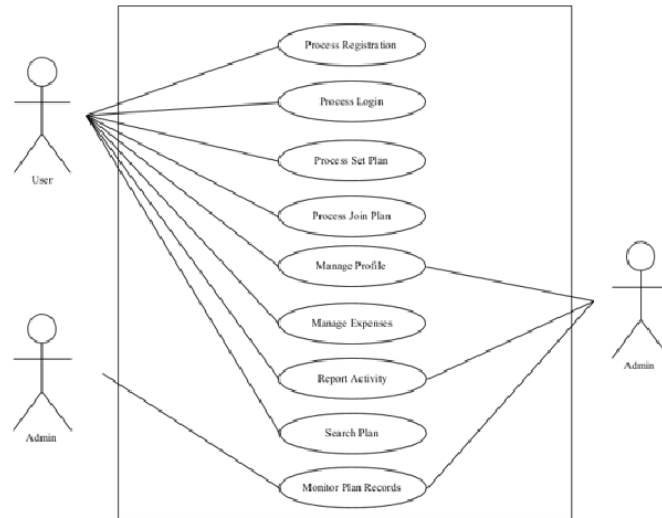 Process Registration
Process Login
User
Process Set Plan
Process Join Plan
Manage Profile
Manage Expenses
Admin
Report Activity
Admin
Search Plan
Monitor Plan Records